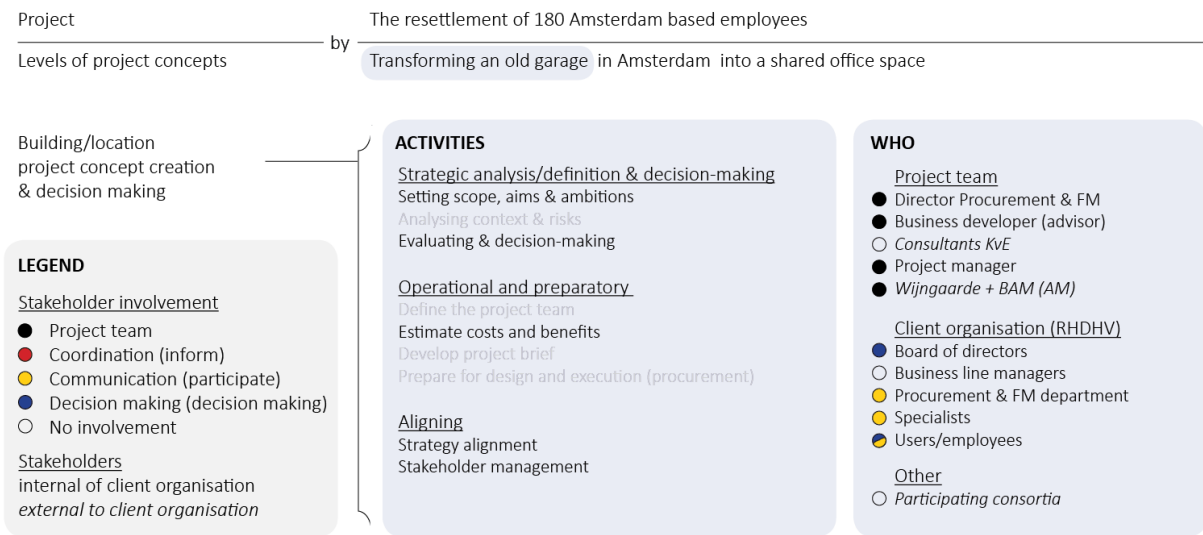 Project
The resettlement of 180 Amsterdam based employees
by
Levels of project concepts
Transforming an old garage in Amsterdam into a shared office space
Building/location
project concept creation
& decision making
LEGEND
Stakeholder involvement
Project team
Coordination (inform)
Communication (participate)
Decision making (decision making)
No involvement
Stakeholders
internal of client organisation
external to client organisation
ACTIVITIES
Strategic analysis/definition & decision-making
Setting scope, aims & ambitions
Analysing context & risks
Evaluating & decision-making
Operational and preparatory
Define the project team
Estimate costs and benefits
Develop project brief
Prepare for design and execution (procurement)
Aligning
Strategy alignment
Stakeholder management
WHO
Project team
Director Procurement & FM
Business developer (advisor)
Consultants KvE
Project manager
Wijngaarde + BAM (AM)
Client organisation (RHDHV)
Board of directors
Business line managers
Procurement & FM department
Specialists
Users/employees
Other
Participating consortia